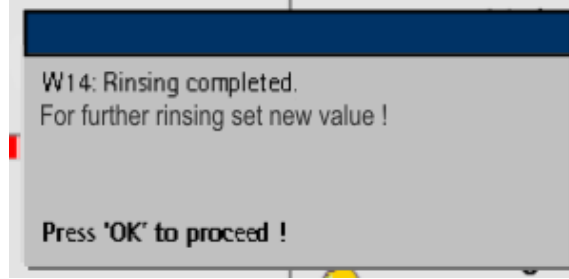 W14: Rinsing completed.
For further rinsing set new value !
Press 'OK' to proceed !